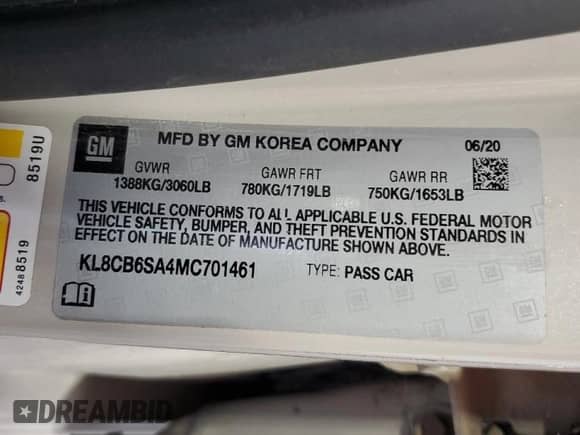 GM
MFD BY GM KOREA COMPANY 06/20
GVWR GAWR FRT GAWR RR
1388KG/3060LB 780KG/1719LB 750KG/1653LB
THIS VEHICLE CONFORMS TO ALL APPLICABLE U.S. FEDERAL MOTOR
VEHICLE SAFETY, BUMPER, AND THEFT PREVENTION STANDARDS IN
EFFECT ON THE DATE OF MANUFACTURE SHOWN ABOVE.
KL8CB6SA4MC701461 TYPE: PASS CAR
8519U
4248 8519
DREAMBID